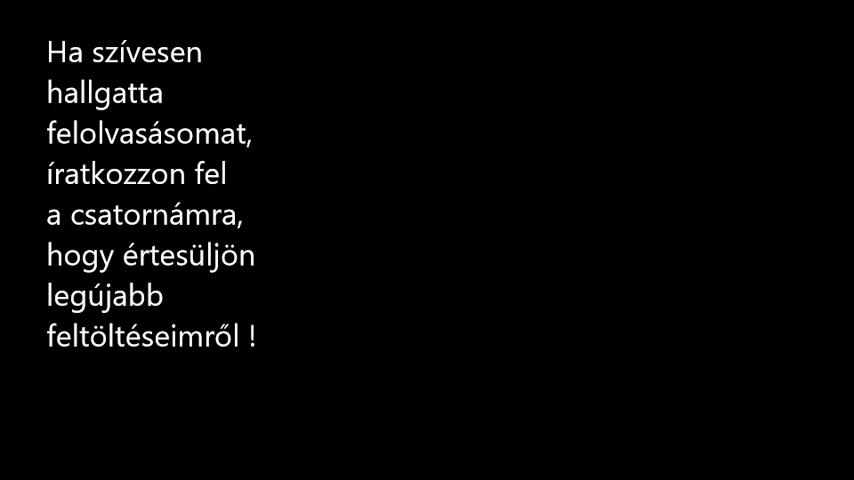 Ha szívesen
hallgatta
felolvasásomat,
íratkozzon fel
a csatornámra,
hogy értesüljön
legújabb
feltöltéseimről !